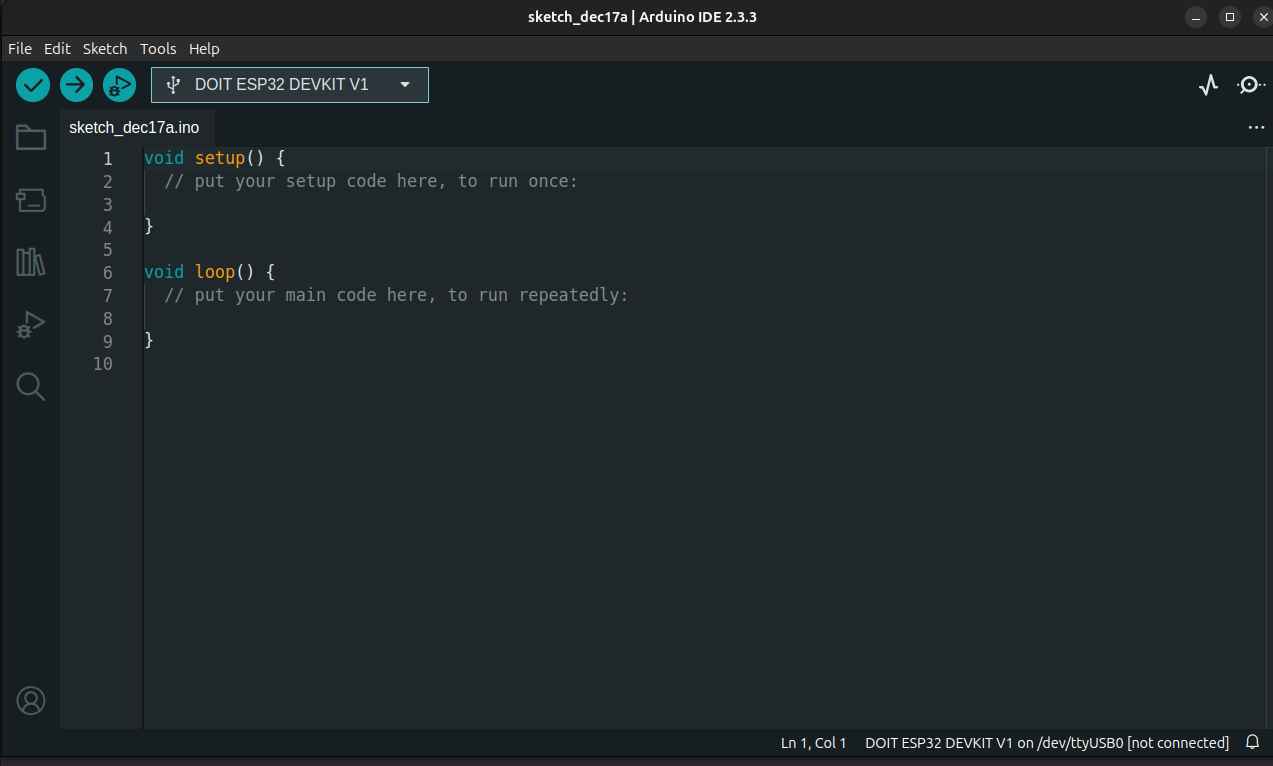 sketch_dec17a | Arduino IDE 2.3.3
File Edit Sketch Tools Help
DOIT ESP32 DEVKIT V1
sketch_dec17a.ino
1 void setup() {
2 // put your setup code here, to run once:
3
4 }
5
6 void loop() {
7 // put your main code here, to run repeatedly:
8
9 }
10
Ln 1, Col 1 DOIT ESP32 DEVKIT V1 on /dev/ttyUSB0 [not connected]